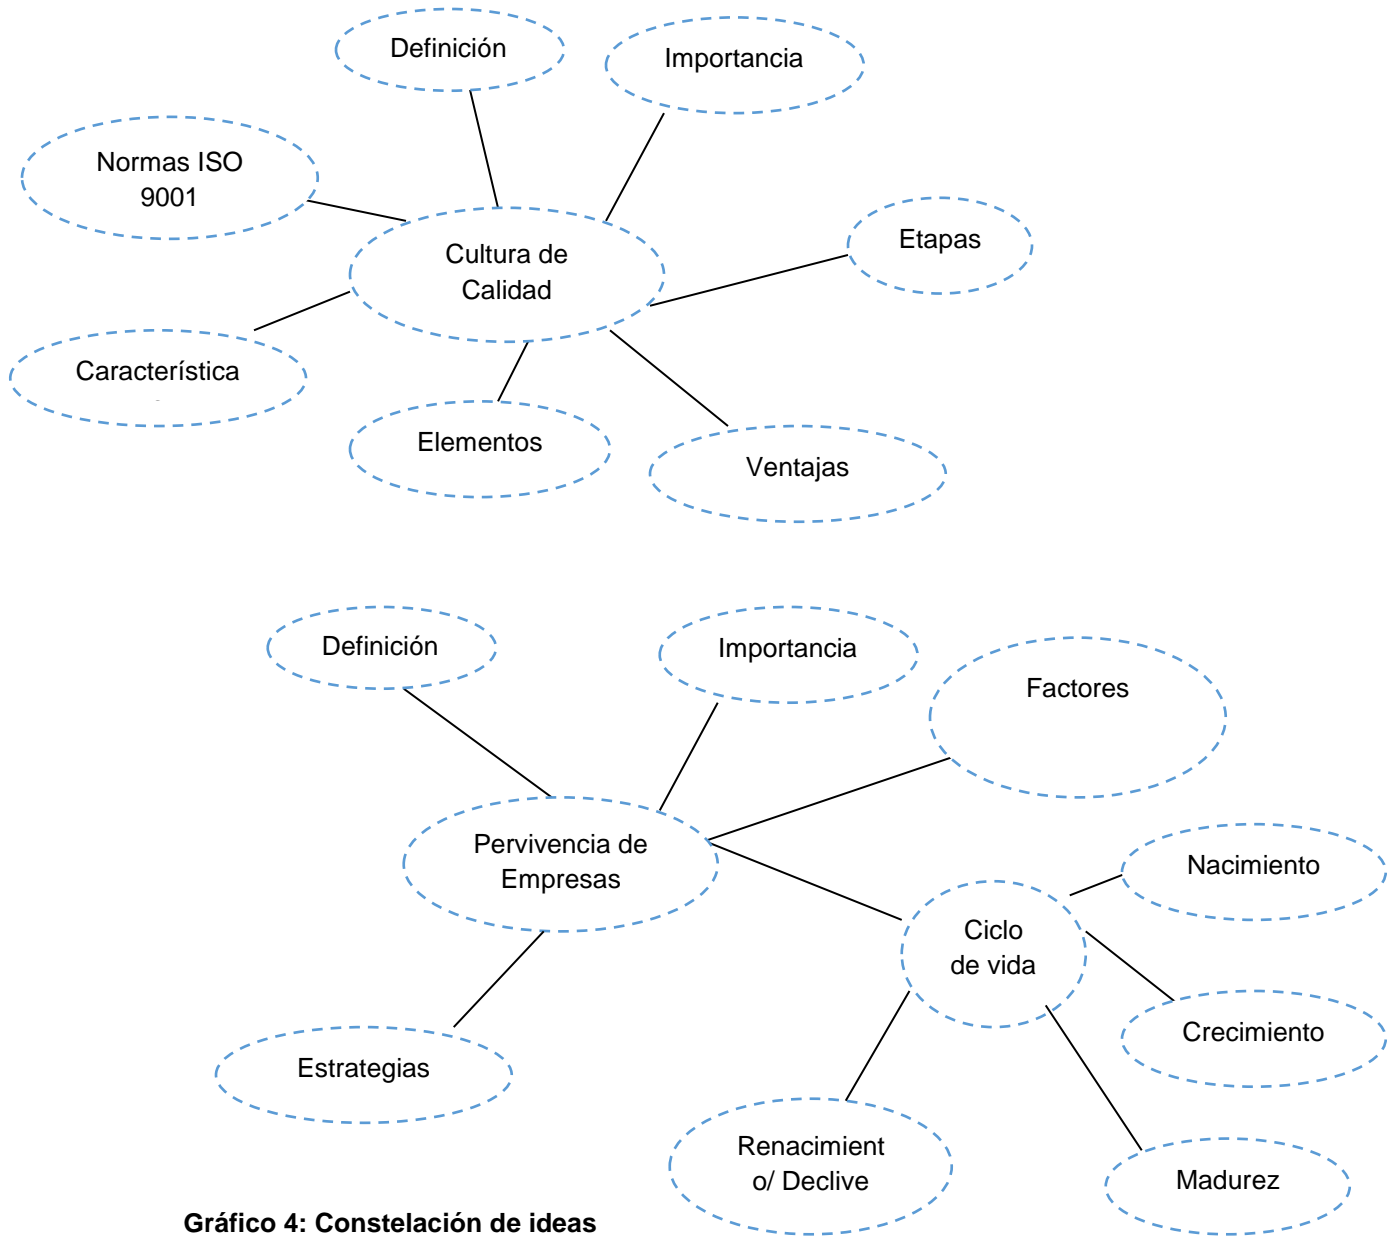 Definición
Importancia
Normas ISO
9001
Etapas
Cultura de
Calidad
Característica
Elementos
Ventajas
Definición
Importancia
Factores
Pervivencia de
Empresas
Nacimiento
Ciclo
de vida
Crecimiento
Estrategias
Renacimient
o/ Declive
Madurez
Gráfico 4: Constelación de ideas